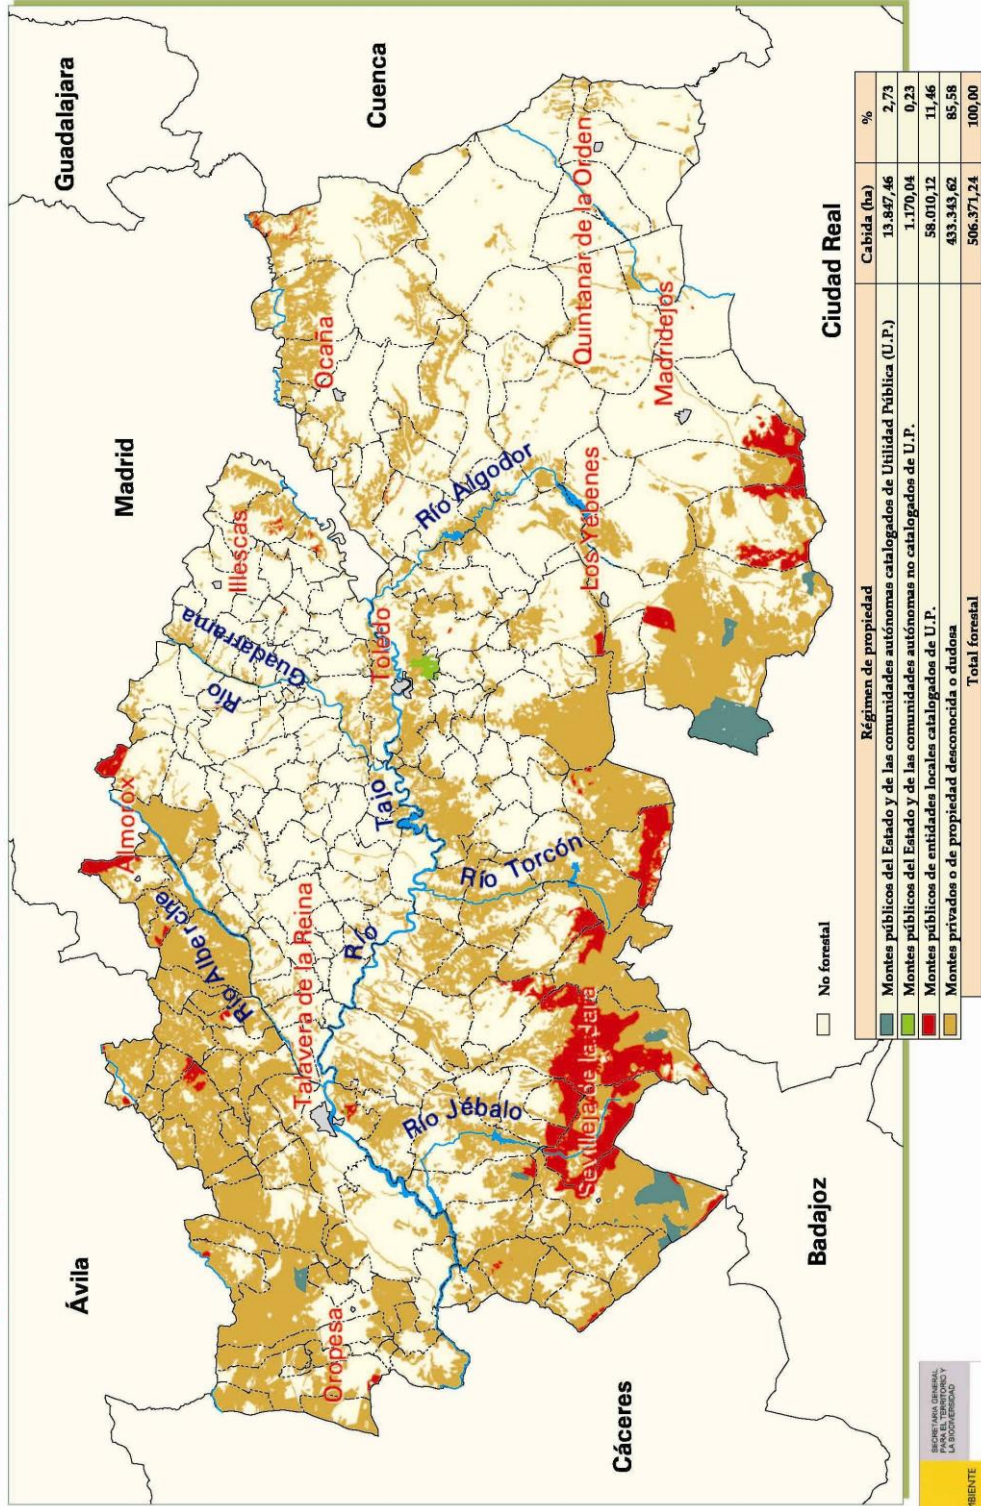 Guadalajara
Madrid
Ávila
Cuenca
Almorox
Illescas
Río Guadarrama
Río Alberche
Ocaña
Talavera de la Reina
Toledo
Oropesa
Río Tajo
Río Algodor
Río Torcón
Río Jébalo
Quintanar de la Orden
Los Yébenes
Madridejos
Sevilleja de la Jara
Cáceres
Badajoz
Ciudad Real
No forestal
Régimen de propiedad Cabida (ha) %
Montes públicos del Estado y de las comunidades autónomas catalogados de Utilidad Pública (U.P.) 13.847,46 2,73
Montes públicos del Estado y de las comunidades autónomas no catalogados de U.P. 1.170,04 0,23
Montes públicos de entidades locales catalogados de U.P. 58.010,12 11,46
Montes privados o de propiedad desconocida o dudosa 433.343,62 85,58
Total forestal 506.371,24 100,00
MBIENTE
SECRETARIA GENERAL
PARA EL TERRITORIO Y
LA BIODIVERSIDAD